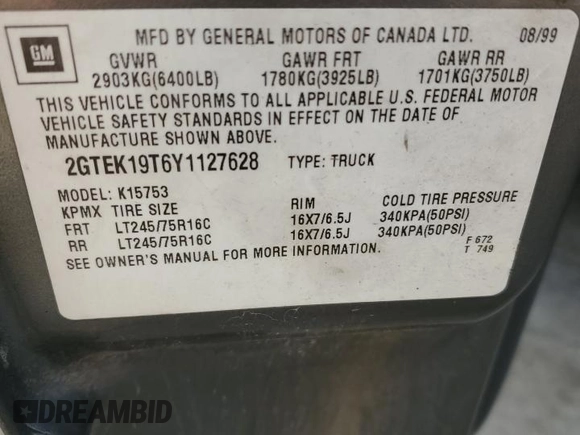 GM
MFD BY GENERAL MOTORS OF CANADA LTD. 08/99
GVWR GAWR FRT GAWR RR
2903KG(6400LB) 1780KG(3925LB) 1701KG(3750LB)
THIS VEHICLE CONFORMS TO ALL APPLICABLE U.S. FEDERAL MOTOR
VEHICLE SAFETY STANDARDS IN EFFECT ON THE DATE OF
MANUFACTURE SHOWN ABOVE.
2GTEK19T6Y1127628 TYPE: TRUCK
MODEL: K15753
KPMX TIRE SIZE RIM COLD TIRE PRESSURE
FRT LT245/75R16C 16X7/6.5J 340KPA(50PSI)
RR LT245/75R16C 16X7/6.5J 340KPA(50PSI)
SEE OWNER'S MANUAL FOR MORE INFORMATION.
F 672
T 749
DREAMBID